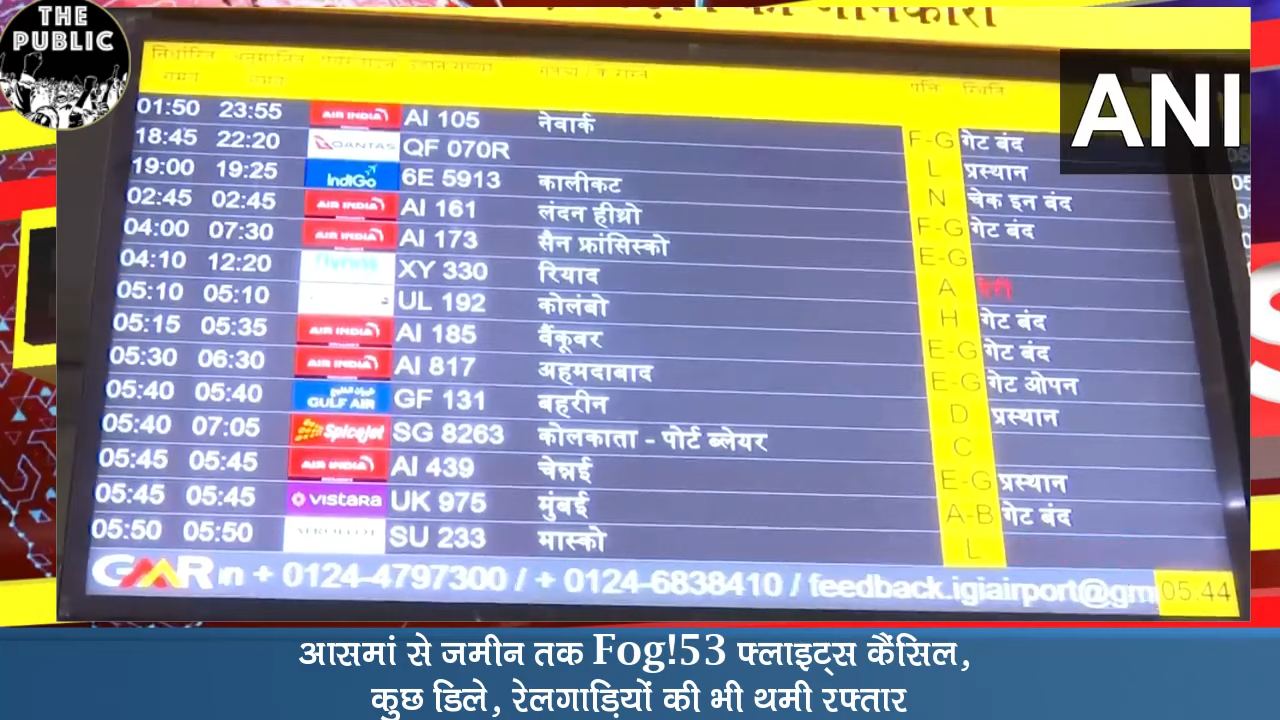 THE
PUBLIC
की जानकारी
ANI
निर्धारित अनुमानित
समय समय
पंक्ति स्थिति
01:50 23:55 AIR INDIA AI 105 नेवार्क F-G गेट बंद
18:45 22:20 QANTAS QF 070R L प्रस्थान
19:00 19:25 IndiGo 6E 5913 कालीकट N चेक इन बंद
02:45 02:45 AIR INDIA AI 161 लंदन हीथ्रो F-G गेट बंद
04:00 07:30 AIR INDIA AI 173 सैन फ्रांसिस्को E-G
04:10 12:20 flynas XY 330 रियाद A देरी
05:10 05:10 UL 192 कोलंबो H गेट बंद
05:15 05:35 AIR INDIA AI 185 वैंकूवर E-G गेट बंद
05:30 06:30 AIR INDIA AI 817 अहमदाबाद E-G गेट ओपन
05:40 05:40 GULF AIR GF 131 बहरीन D प्रस्थान
05:40 07:05 SpiceJet SG 8263 कोलकाता - पोर्ट ब्लेयर C
05:45 05:45 AIR INDIA AI 439 चेन्नई E-G प्रस्थान
05:45 05:45 VISTARA UK 975 मुंबई A-B गेट बंद
05:50 05:50 AEROFLOT SU 233 मास्को L
GMR in + 0124-4797300 / + 0124-6838410 / feedback.igiairport@gm 05.44
आसमां से जमीन तक Fog!53 फ्लाइट्स कैंसिल,
कुछ डिले, रेलगाड़ियों की भी थमी रफ्तार